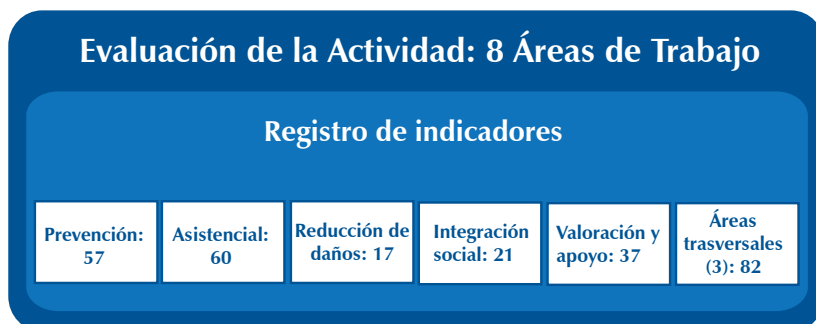 Evaluación de la Actividad: 8 Áreas de Trabajo
Registro de indicadores
Prevención:
57
Asistencial:
60
Reducción de
daños: 17
Integración
social: 21
Valoración y
apoyo: 37
Áreas
trasversales
(3): 82